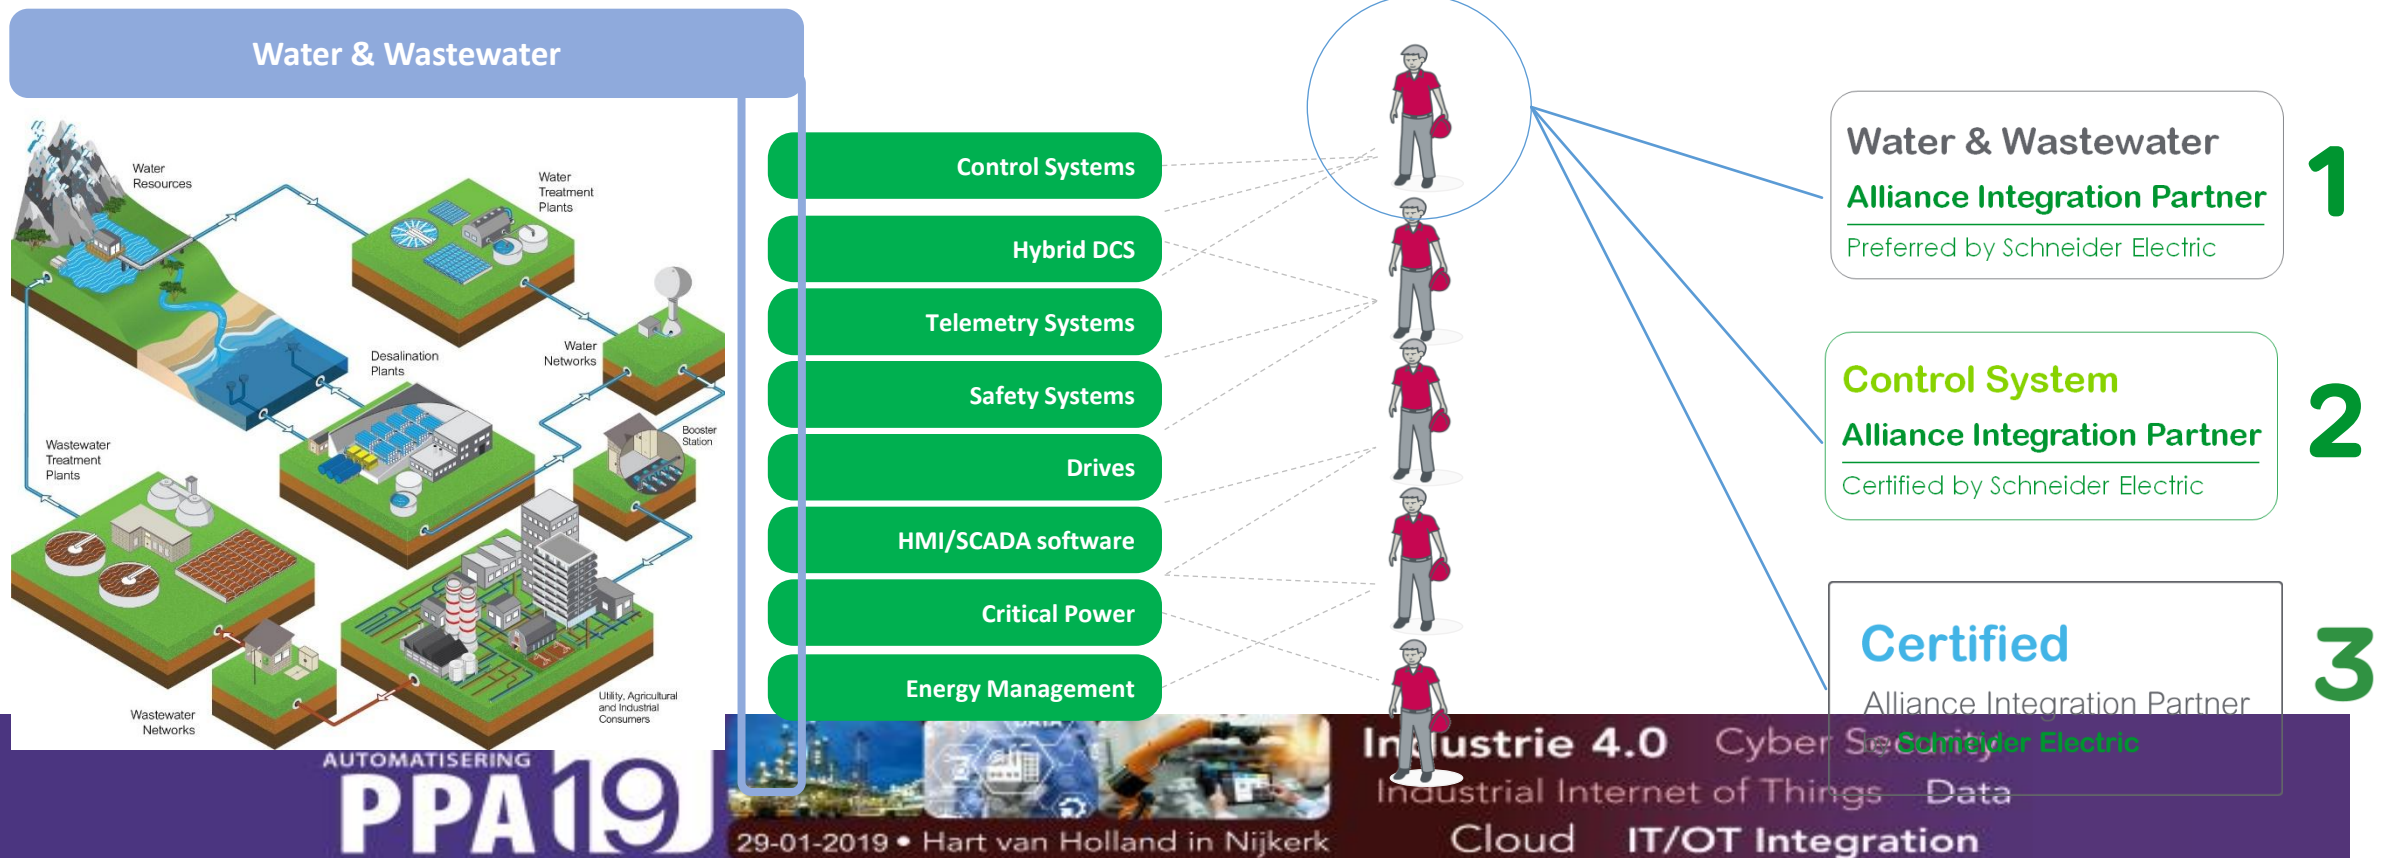 Water & Wastewater
Water
Resources
Water
Treatment
Plants
Water
Networks
Desalination
Plants
Booster
Station
Wastewater
Treatment
Plants
Utility, Agricultural
and Industrial
Consumers
Wastewater
Networks
Control Systems
Hybrid DCS
Telemetry Systems
Safety Systems
Drives
HMI/SCADA software
Critical Power
Energy Management
Water & Wastewater
Alliance Integration Partner
Preferred by Schneider Electric
1
Control System
Alliance Integration Partner
Certified by Schneider Electric
2
Certified
Alliance Integration Partner
by Schneider Electric
3
AUTOMATISERING
PPA 19
DATA
29-01-2019 • Hart van Holland in Nijkerk
Industrie 4.0 Cyber Security
Industrial Internet of Things Data
Cloud IT/OT Integration